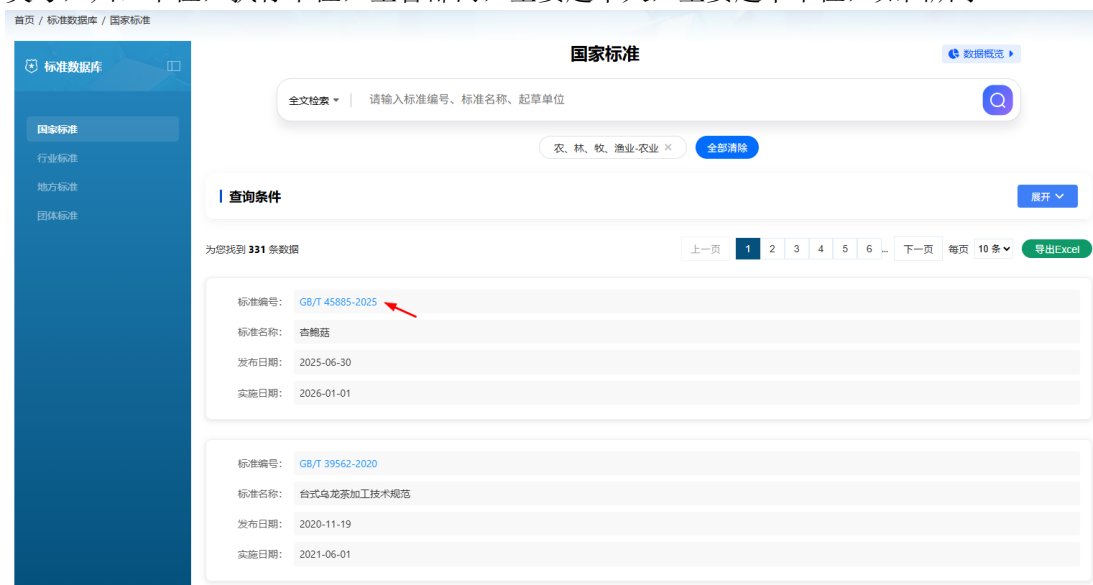 首页 / 标准数据库 / 国家标准
标准数据库
国家标准
行业标准
地方标准
团体标准
国家标准
数据概览
全文检索
请输入标准编号、标准名称、起草单位
农、林、牧、渔业-农业 ×
全部清除
查询条件
展开
为您找到 331 条数据
上一页 1 2 3 4 5 6 ... 下一页 每页 10 条 导出Excel
标准编号： GB/T 45885-2025
标准名称： 杏鲍菇
发布日期： 2025-06-30
实施日期： 2026-01-01
标准编号： GB/T 39562-2020
标准名称： 台式乌龙茶加工技术规范
发布日期： 2020-11-19
实施日期： 2021-06-01